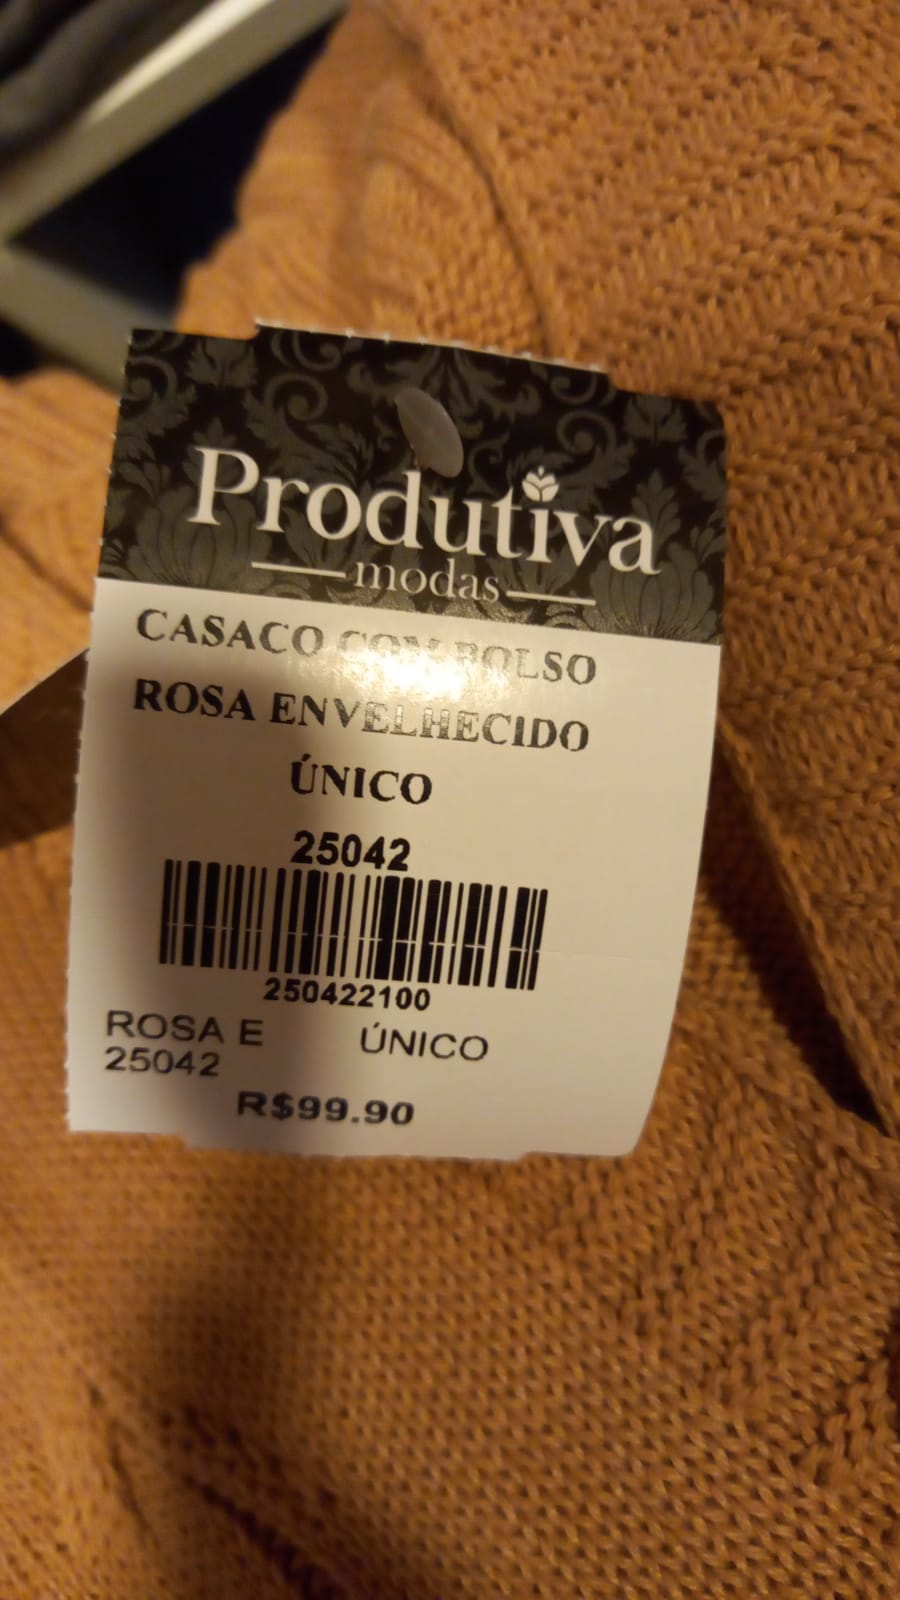 Produtiva
modas
CASACO COM BOLSO
ROSA ENVELHECIDO
ÚNICO
25042
250422100
ROSA E ÚNICO
25042
R$99.90